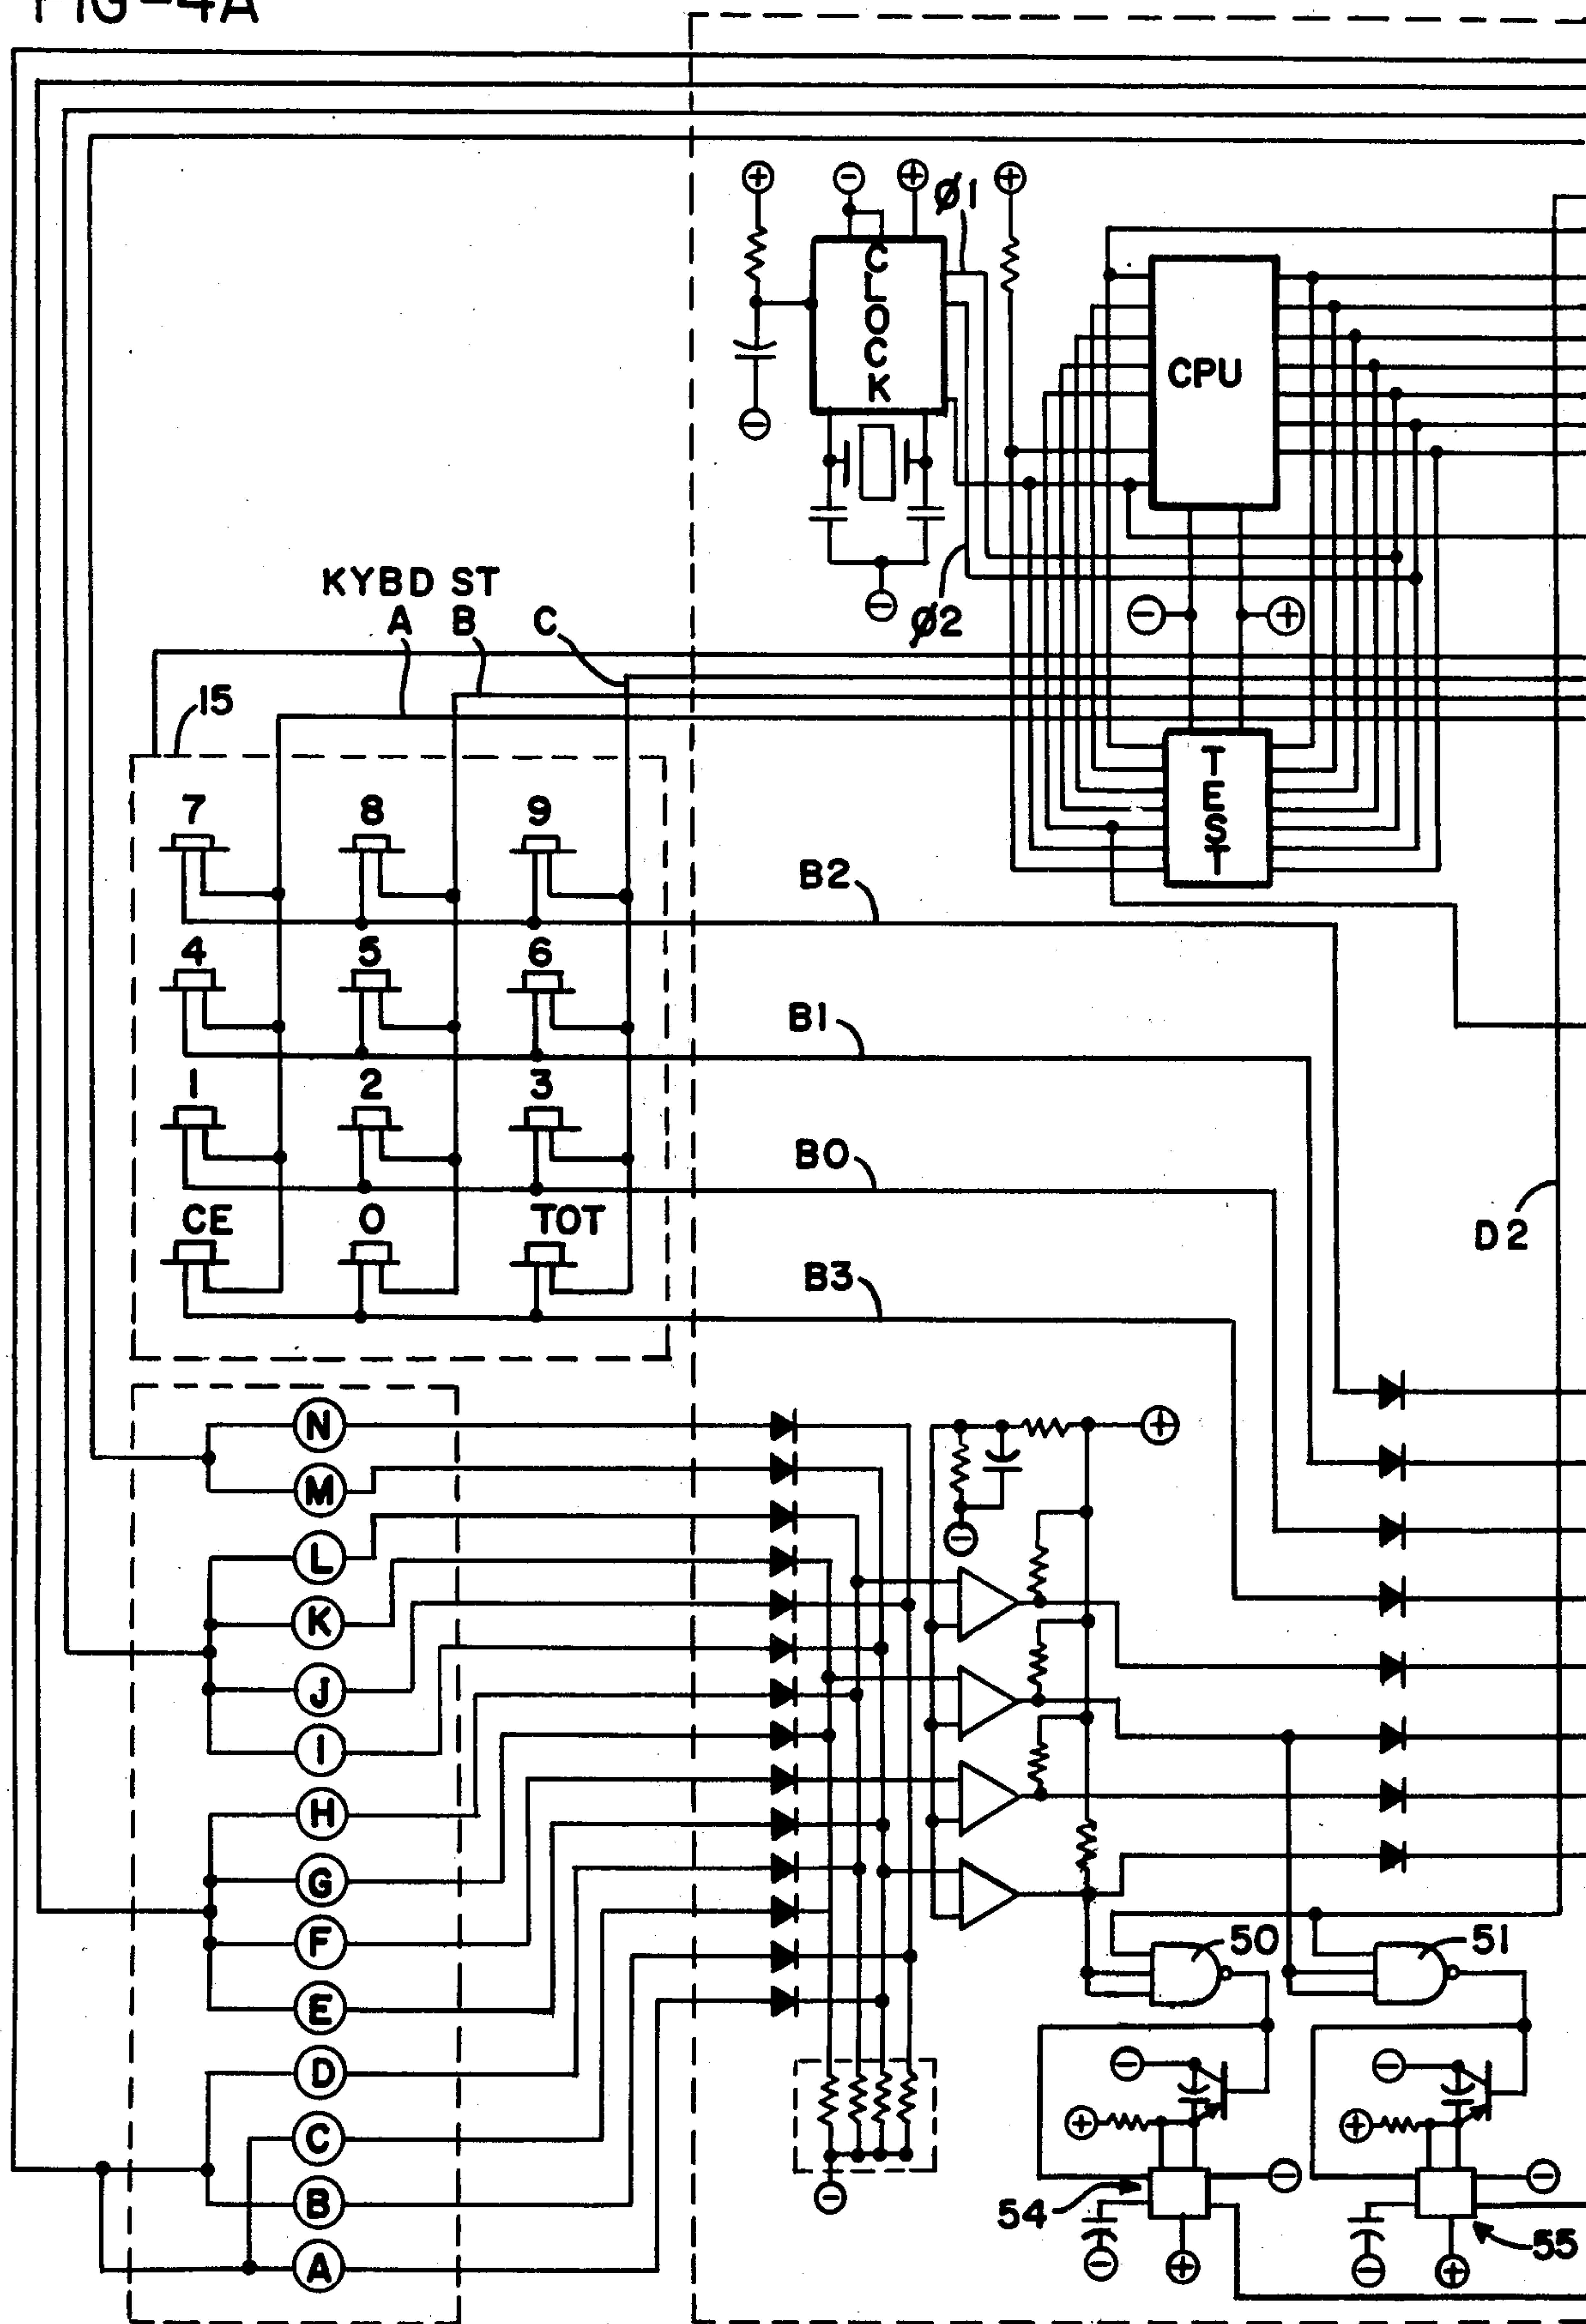 FIG-4A
Ø1
CLOCK
CPU
Ø2
KYBD ST
A B C
15
TEST
7 8 9
B2
4 5 6
B1
1 2 3
B0
CE 0 TOT
D2
B3
N
M
L
K
J
I
H
G
F
E
D
C
B
A
50 51
54
55